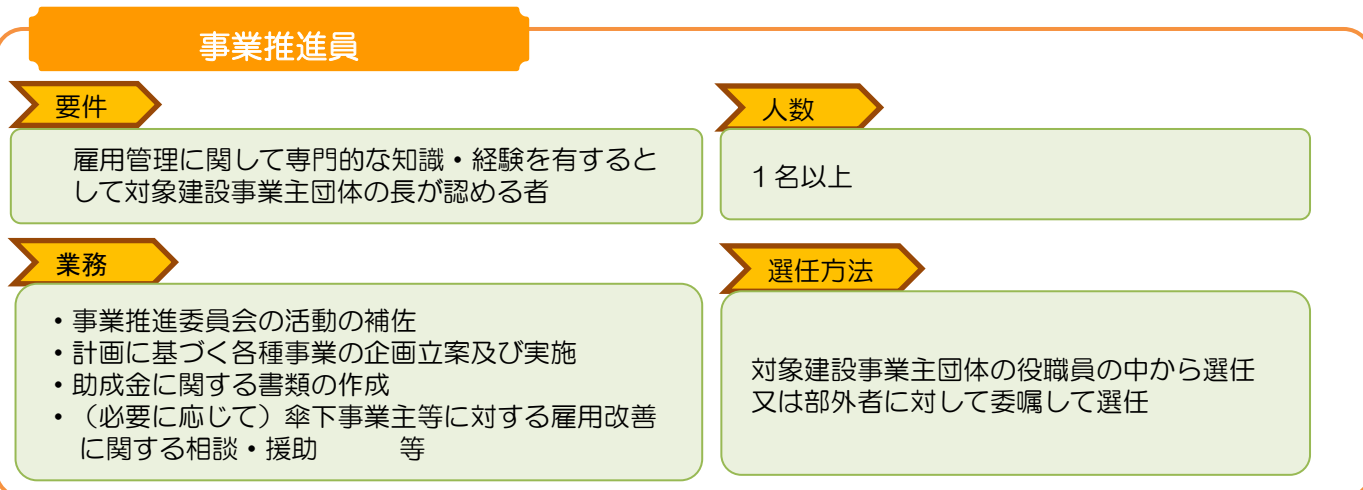 事業推進員
要件
雇用管理に関して専門的な知識・経験を有すると
して対象建設事業主団体の長が認める者
人数
1名以上
業務
・事業推進委員会の活動の補佐
・計画に基づく各種事業の企画立案及び実施
・助成金に関する書類の作成
・（必要に応じて）傘下事業主等に対する雇用改善
に関する相談・援助　　　等
選任方法
対象建設事業主団体の役職員の中から選任
又は部外者に対して委嘱して選任